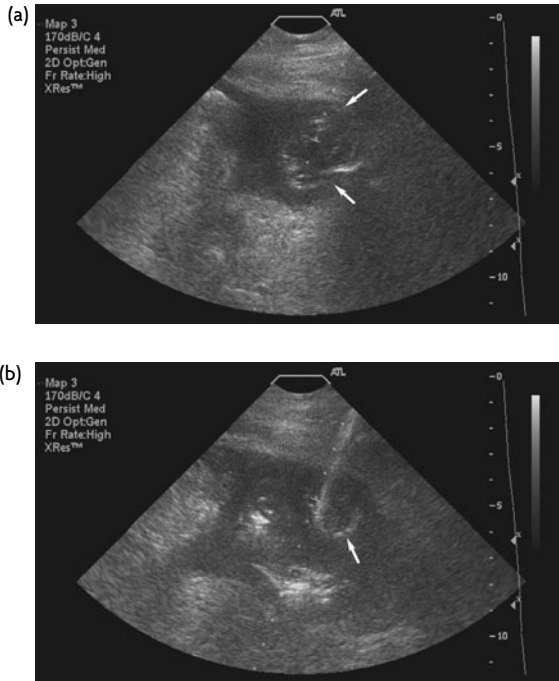 (a)
Map 3
170dB/C 4
Persist Med
2D Opt:Gen
Fr Rate:High
XRes™
ATL
0
5
x
10
(b)
Map 3
170dB/C 4
Persist Med
2D Opt:Gen
Fr Rate:High
XRes™
ATL
0
5
x
10